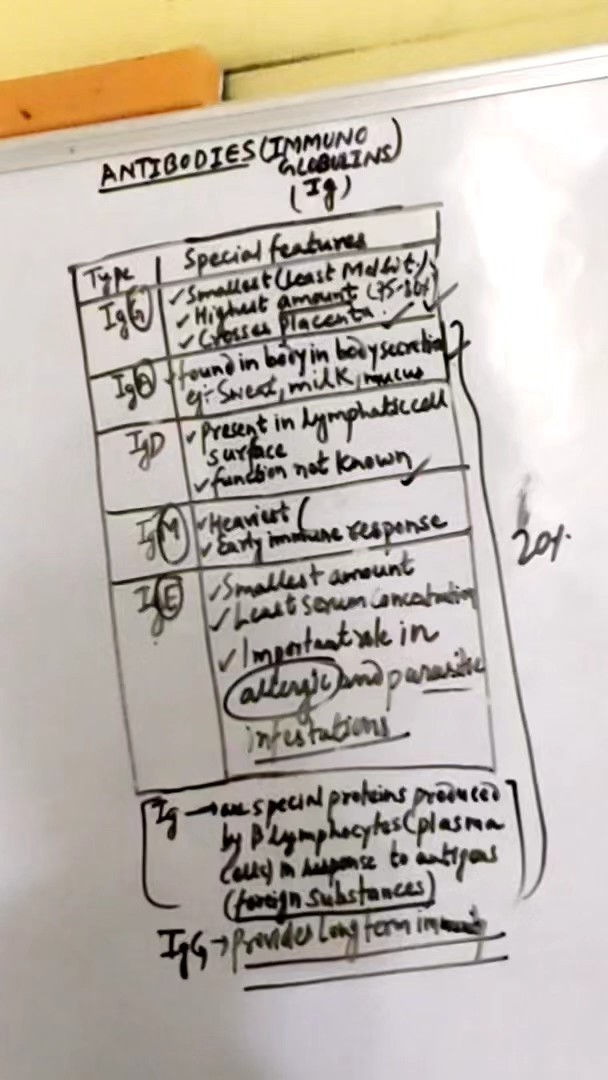 ANTIBODIES (IMMUNO
GLOBULINS)
(Ig)
Type Special features
IgG ✓ Smallest (Least Mol.wt.)
✓ Highest amount (75-80%)
✓ Crosses placenta. ✓ ✓
IgA found in body in body secretion
eg:- Sweat, milk, mucus
IgD ✓ Present in lymphatic cell
surface
✓ function not known ✓
IgM ✓ Heaviest (
✓ Early immune response
IgE ✓ Smallest amount
✓ Least serum concentration
✓ Important role in
allergic and parasitic
infestations
20%
Ig → are special proteins produced
by B lymphocytes (plasma
cells) in response to antigens
(foreign substances)
IgG → Provides long term immunity